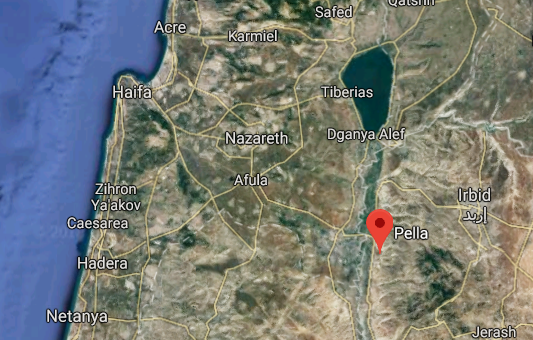 Safed
Qatsrin
Acre
Karmiel
Haifa
Tiberias
Nazareth
Dganya Alef
Afula
Zihron
Ya'akov
Irbid
إربد
Caesarea
Pella
Hadera
Netanya
Jerash